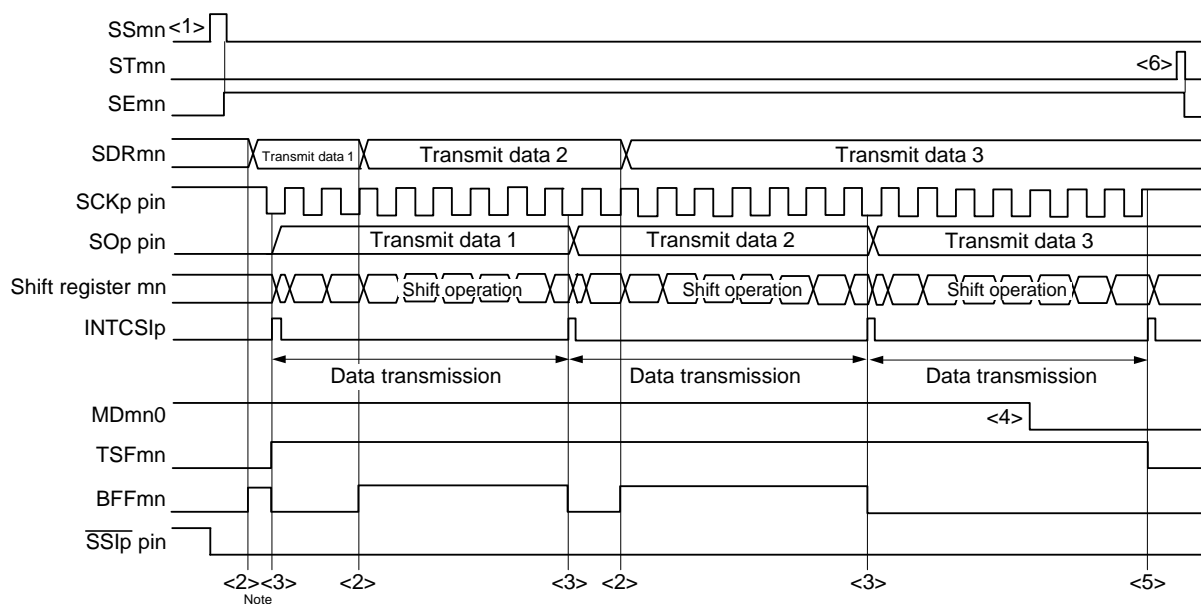 SSmn <1>
STmn <6>
SEmn
SDRmn Transmit data 1 Transmit data 2 Transmit data 3
SCKp pin
SOp pin Transmit data 1 Transmit data 2 Transmit data 3
Shift register mn Shift operation Shift operation Shift operation
INTCSIp
Data transmission Data transmission Data transmission
MDmn0 <4>
TSFmn
BFFmn
SSIp pin
<2> <3> <2> <3> <2> <3> <5>
Note